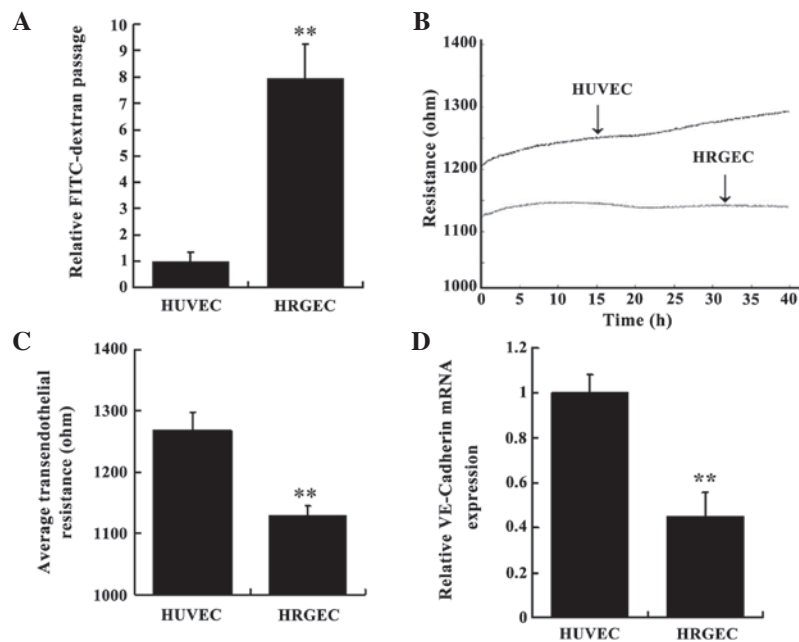 A
Relative FITC-dextran passage
10
9
8
7
6
5
4
3
2
1
0
**
HUVEC
HRGEC
B
Resistance (ohm)
1400
1300
1200
1100
1000
HUVEC
HRGEC
0
5
10
15
20
25
30
35
40
Time (h)
C
Average transendothelial
resistance (ohm)
1400
1300
1200
1100
1000
**
HUVEC
HRGEC
D
Relative VE-Cadherin mRNA
expression
1.2
1
0.8
0.6
0.4
0.2
0
**
HUVEC
HRGEC